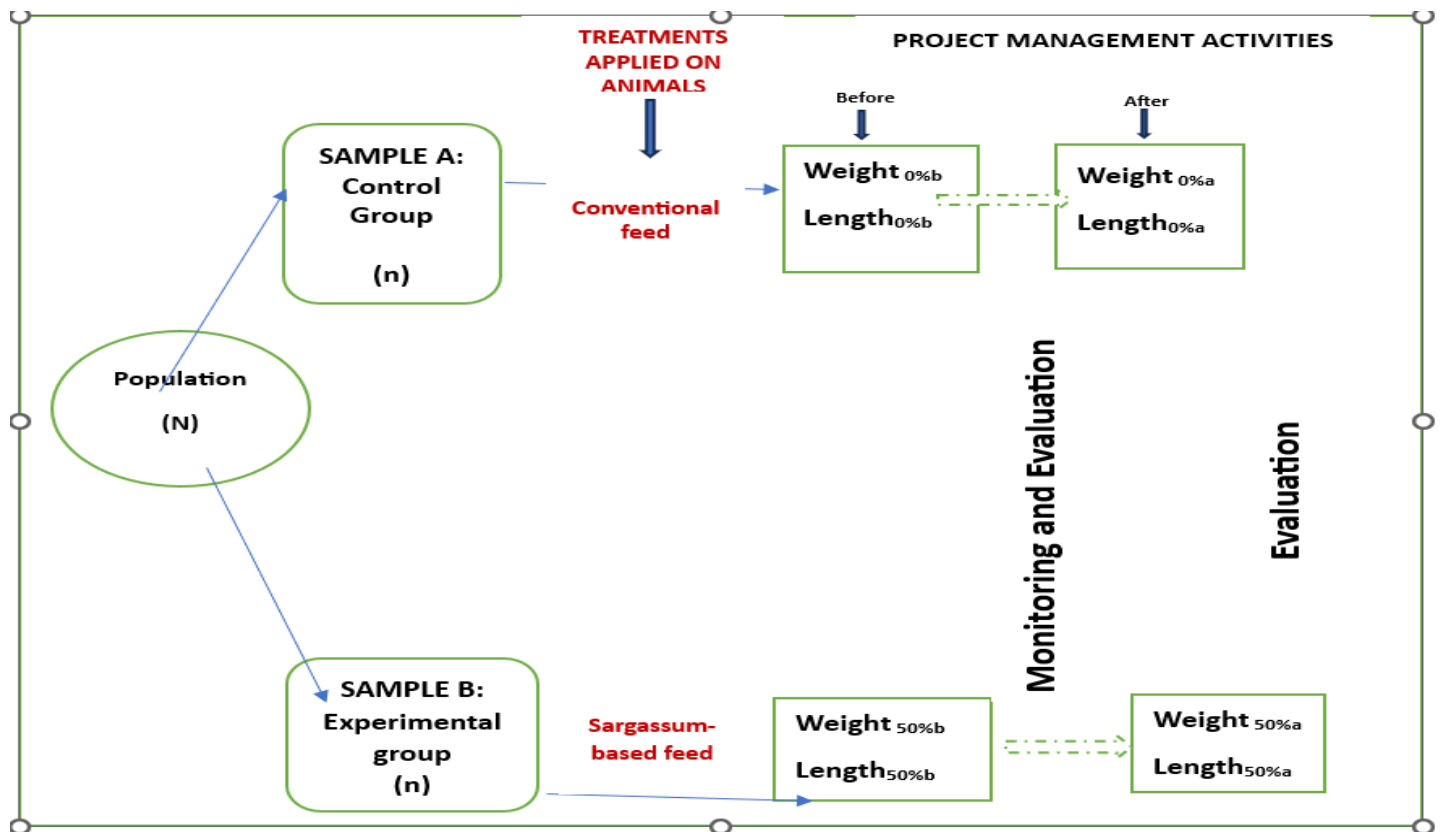 TREATMENTS
APPLIED ON
ANIMALS
PROJECT MANAGEMENT ACTIVITIES
Before
After
SAMPLE A:
Control
Group
(n)
Conventional
feed
Weight 0%b
Length0%b
Weight 0%a
Length0%a
Population
(N)
Monitoring and Evaluation
Evaluation
SAMPLE B:
Experimental
group
(n)
Sargassum-
based feed
Weight 50%b
Length50%b
Weight 50%a
Length50%a